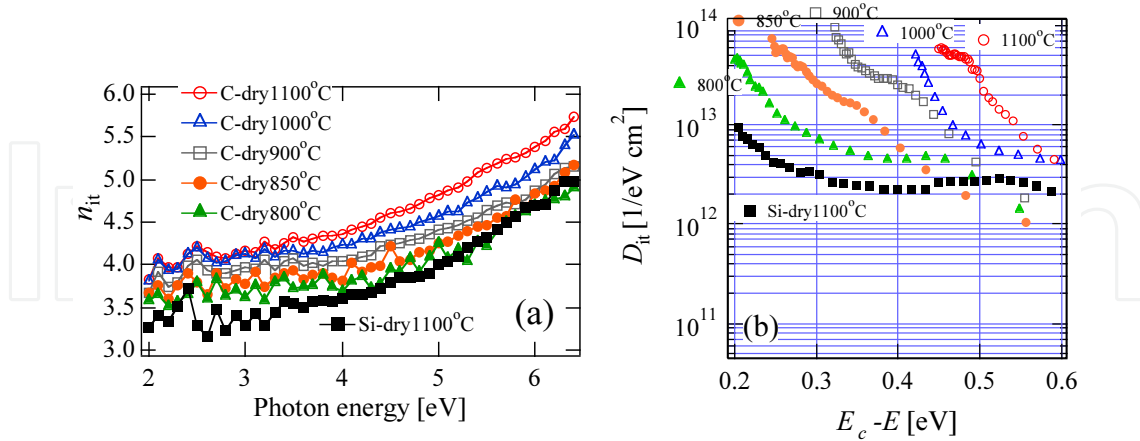 6.0
5.5
5.0
4.5
4.0
3.5
3.0
n_it
C-dry1100°C
C-dry1000°C
C-dry900°C
C-dry850°C
C-dry800°C
Si-dry1100°C
(a)
2 3 4 5 6
Photon energy [eV]
10^14
10^13
10^12
10^11
D_it [1/eV cm^2]
850°C
900°C
1000°C
1100°C
800°C
Si-dry1100°C
(b)
0.2 0.3 0.4 0.5 0.6
E_c -E [eV]